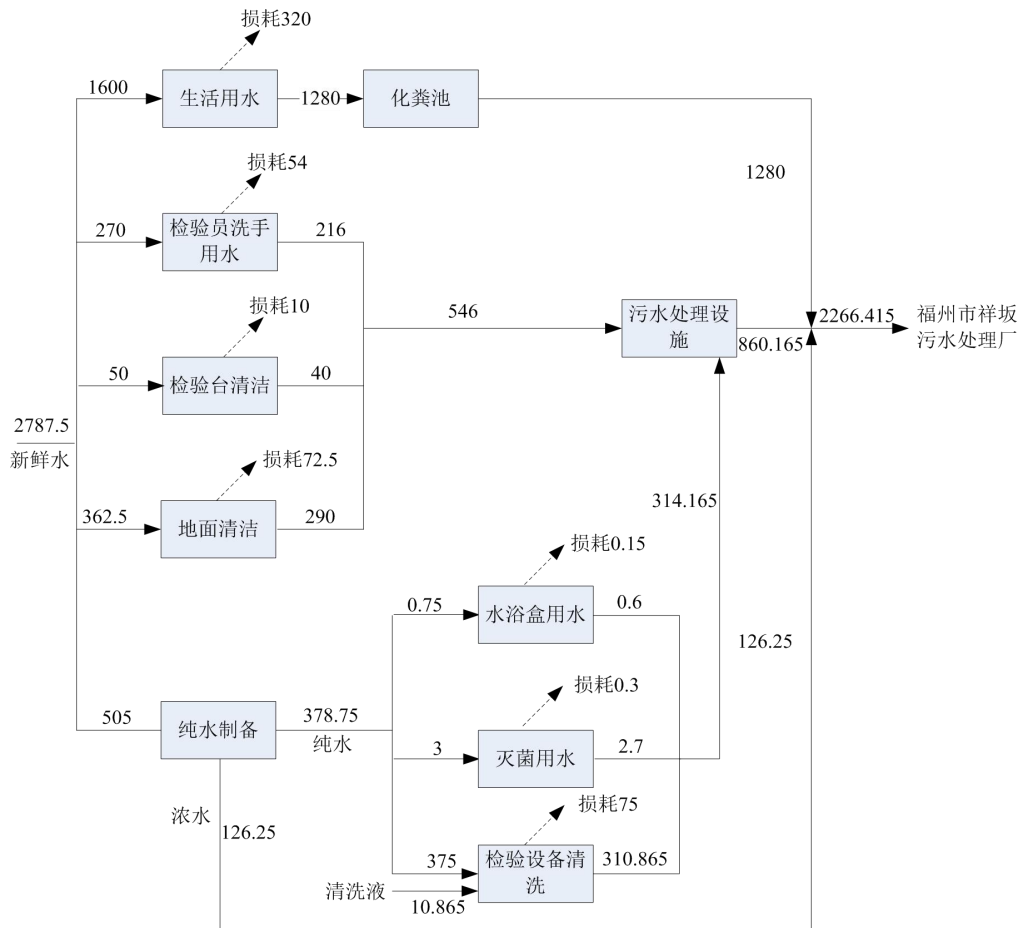 损耗320
1600
生活用水
1280
化粪池
1280
损耗54
270
检验员洗手
用水
216
损耗10
50
检验台清洁
40
546
污水处理设
施
860.165
2266.415
福州市祥坂
污水处理厂
2787.5
新鲜水
损耗72.5
362.5
地面清洁
290
314.165
损耗0.15
0.75
水浴盒用水
0.6
126.25
505
纯水制备
378.75
纯水
损耗0.3
3
灭菌用水
2.7
浓水
126.25
损耗75
375
检验设备清
洗
310.865
清洗液
10.865